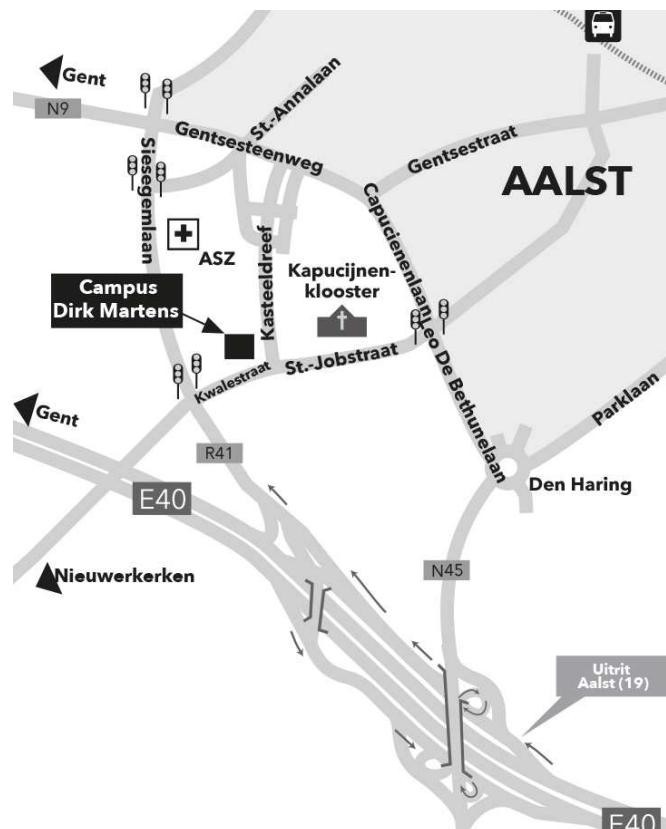 Gent
N9
St.-Annalaan
Gentsesteenweg
Gentsestraat
Siesegemlaan
AALST
Capucienenlaan
ASZ
Kasteeldreef
Kapucijnen-
klooster
Campus
Dirk Martens
Leo De Bethunelaan
St.-Jobstraat
Kwalestraat
Parklaan
Gent
R41
Den Haring
E40
Nieuwerkerken
N45
Uitrit
Aalst (19)
E40